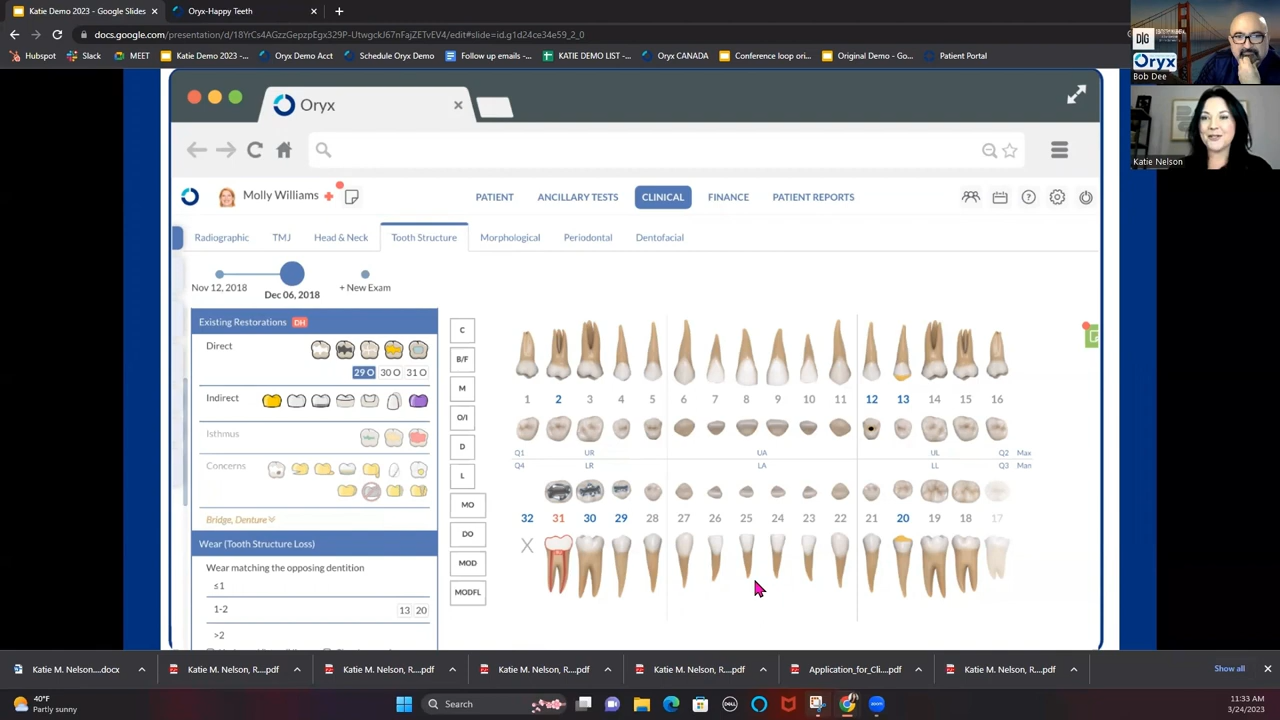 Katie Demo 2023 - Google Slides
Oryx-Happy Teeth
docs.google.com/presentation/d/18YrCs4AGzzGepzpEgx329P-UtwgckJ67nFajZETvEV4/edit#slide=id.g1d24ce34e59_2_0
Hubspot
Slack
MEET
Katie Demo 2023 -...
Oryx Demo Acct
Oryx Demo
follow up emails -...
KATIE DEMO LIST -...
Oryx CANAD...
Conference loop on...
Original Demo - Go...
Patient Portal
DIG
Oryx
Bob Dee
Katie Nelson
Oryx
Molly Williams
PATIENT
ANCILLARY TESTS
CLINICAL
FINANCE
PATIENT REPORTS
Radiographic
TMJ
Head & Neck
Tooth Structure
Morphological
Periodontal
Dentofacial
Nov 12, 2018
Dec 06, 2018
+ New Exam
Existing Restorations DH
Direct
29 O 30 O 31 O
Indirect
Isthmus
Concerns
Bridge, Denture
Wear (Tooth Structure Loss)
Wear matching the opposing dentition
≤1
1-2 13 20
>2
C
B/F
M
O/I
D
L
MO
DO
MOD
MODFL
1 2 3 4 5 6 7 8 9 10 11 12 13 14 15 16
Q1 UR UA UL Q2 Max
Q4 LR LA LL Q3 Man
32 31 30 29 28 27 26 25 24 23 22 21 20 19 18 17
Katie M. Nelson....docx
Katie M. Nelson, R....pdf
Katie M. Nelson, R....pdf
Katie M. Nelson, R....pdf
Katie M. Nelson, R....pdf
Application_for_Cli....pdf
Katie M. Nelson, R....pdf
Show all
40°F
Partly sunny
Search
11:33 AM
3/24/2023